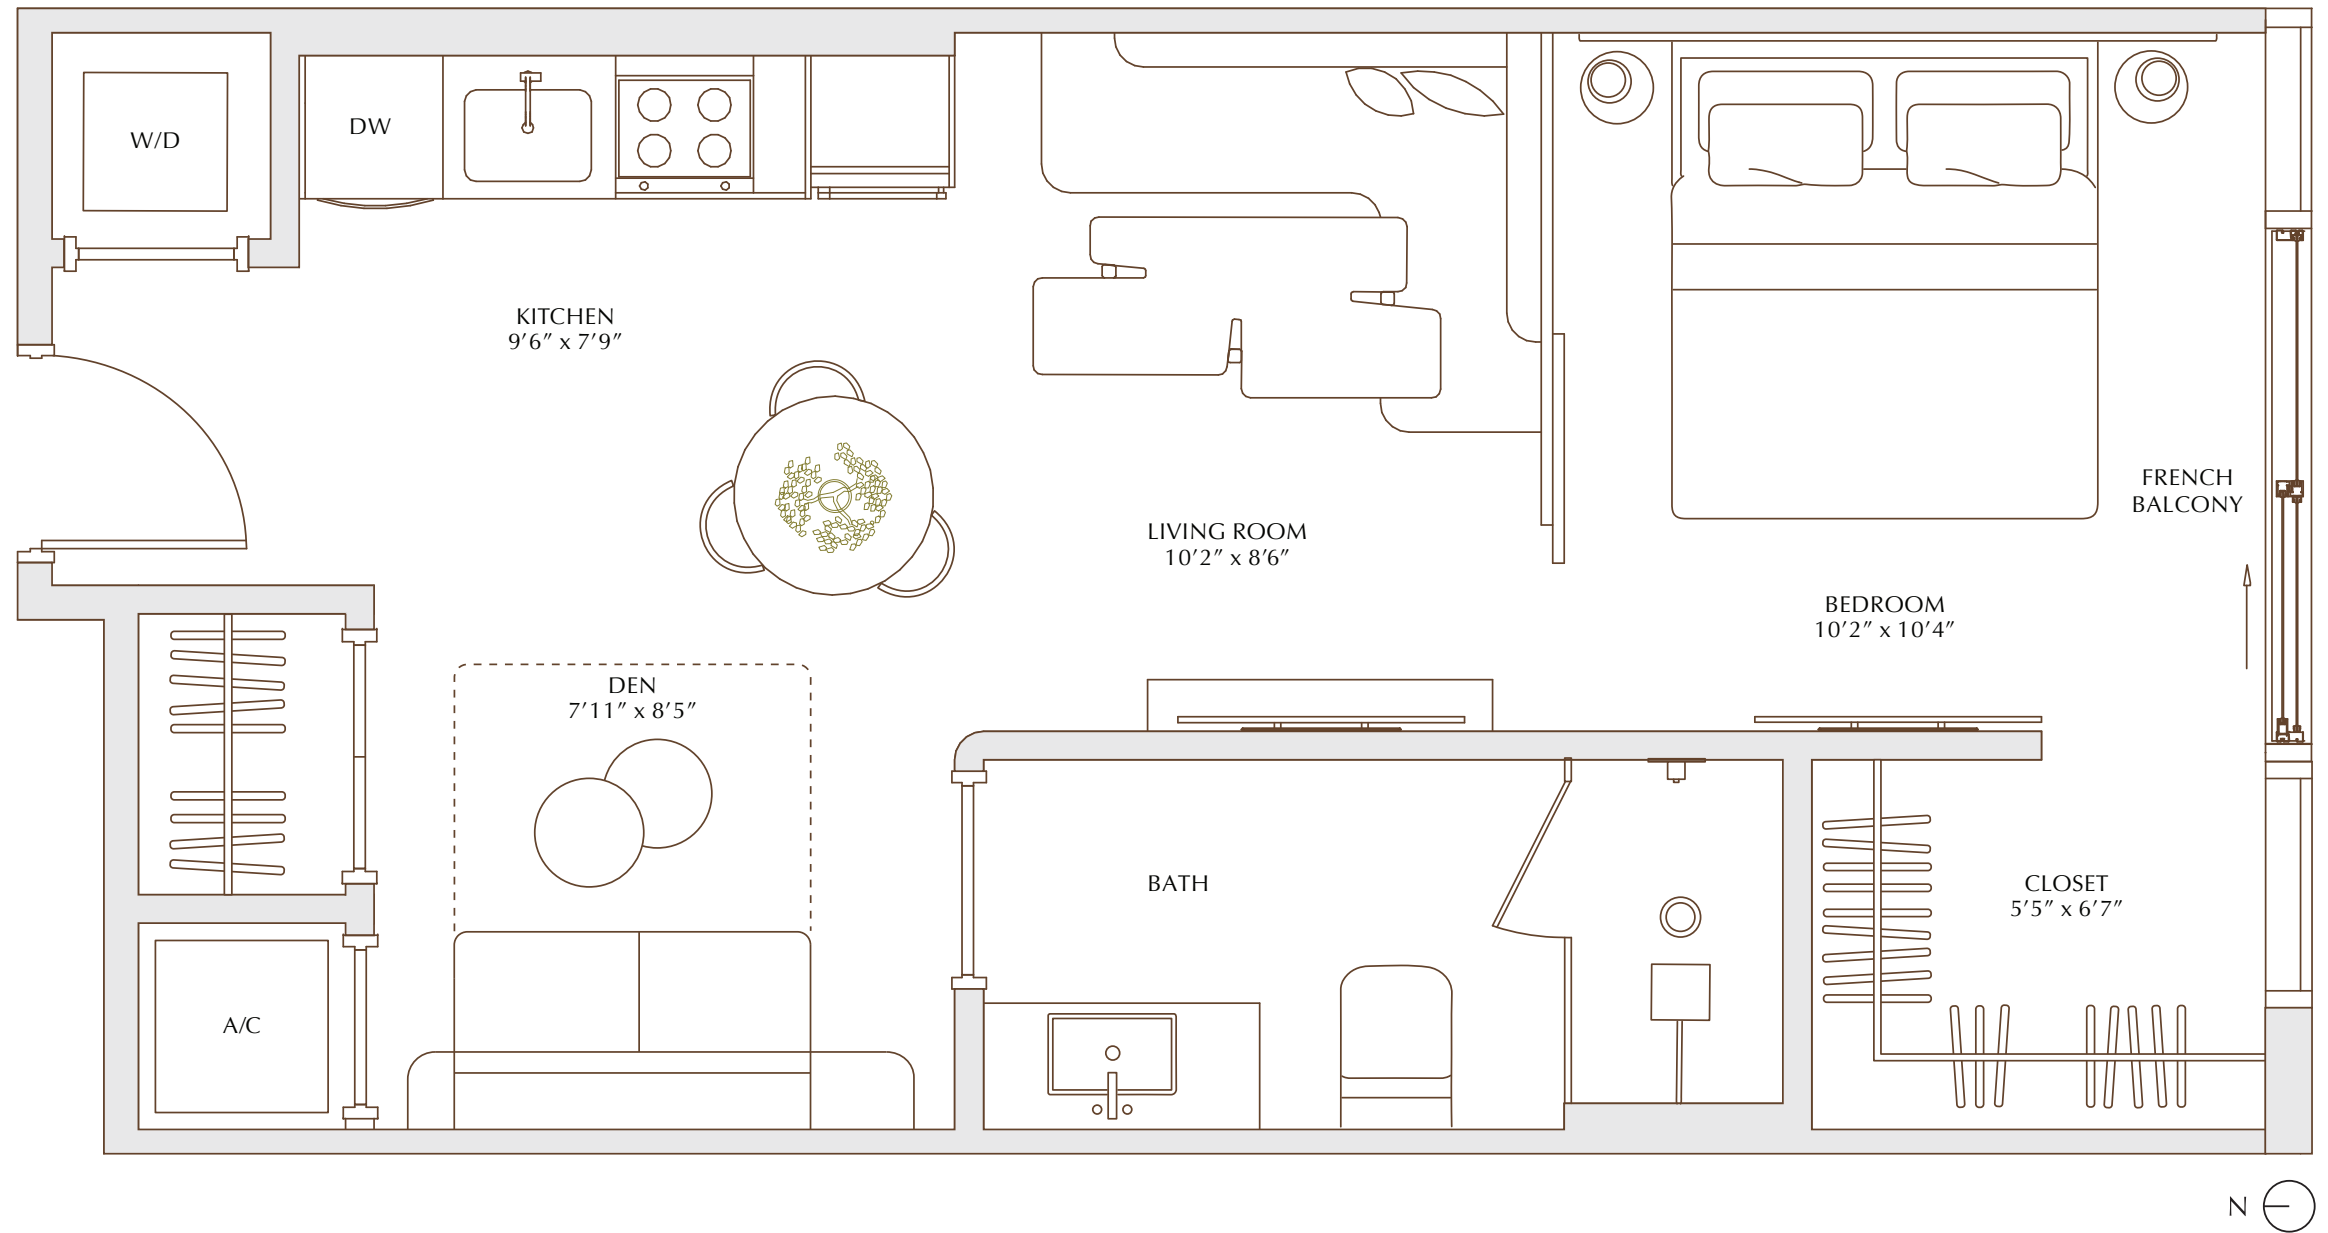 W/D
DW
KITCHEN
9′6″ x 7′9″
LIVING ROOM
10′2″ x 8′6″
FRENCH
BALCONY
BEDROOM
10′2″ x 10′4″
DEN
7′11″ x 8′5″
BATH
CLOSET
5′5″ x 6′7″
A/C
N